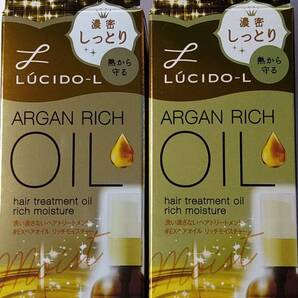 濃密
しっとり
熱から
守る
LÚCIDO-L
ARGAN RICH
OIL
hair treatment oil
rich moisture
洗い流さないヘアトリートメント
#EXヘアオイル リッチモイスチャー
moist
濃密
しっとり
熱から
守る
LÚCIDO-L
ARGAN RICH
OIL
hair treatment oil
rich moisture
洗い流さないヘアトリートメント
#EXヘアオイル リッチモイスチャー
moist